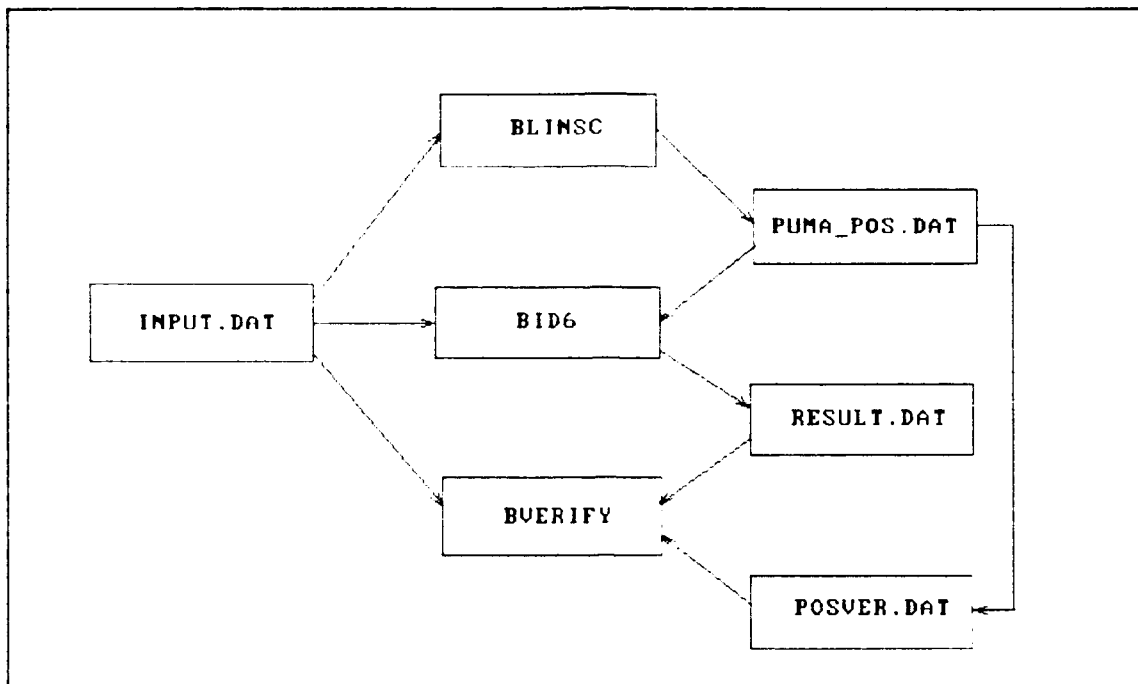 BLINSC
PUMA_POS.DAT
INPUT.DAT
BID6
RESULT.DAT
BVERIFY
POSVER.DAT